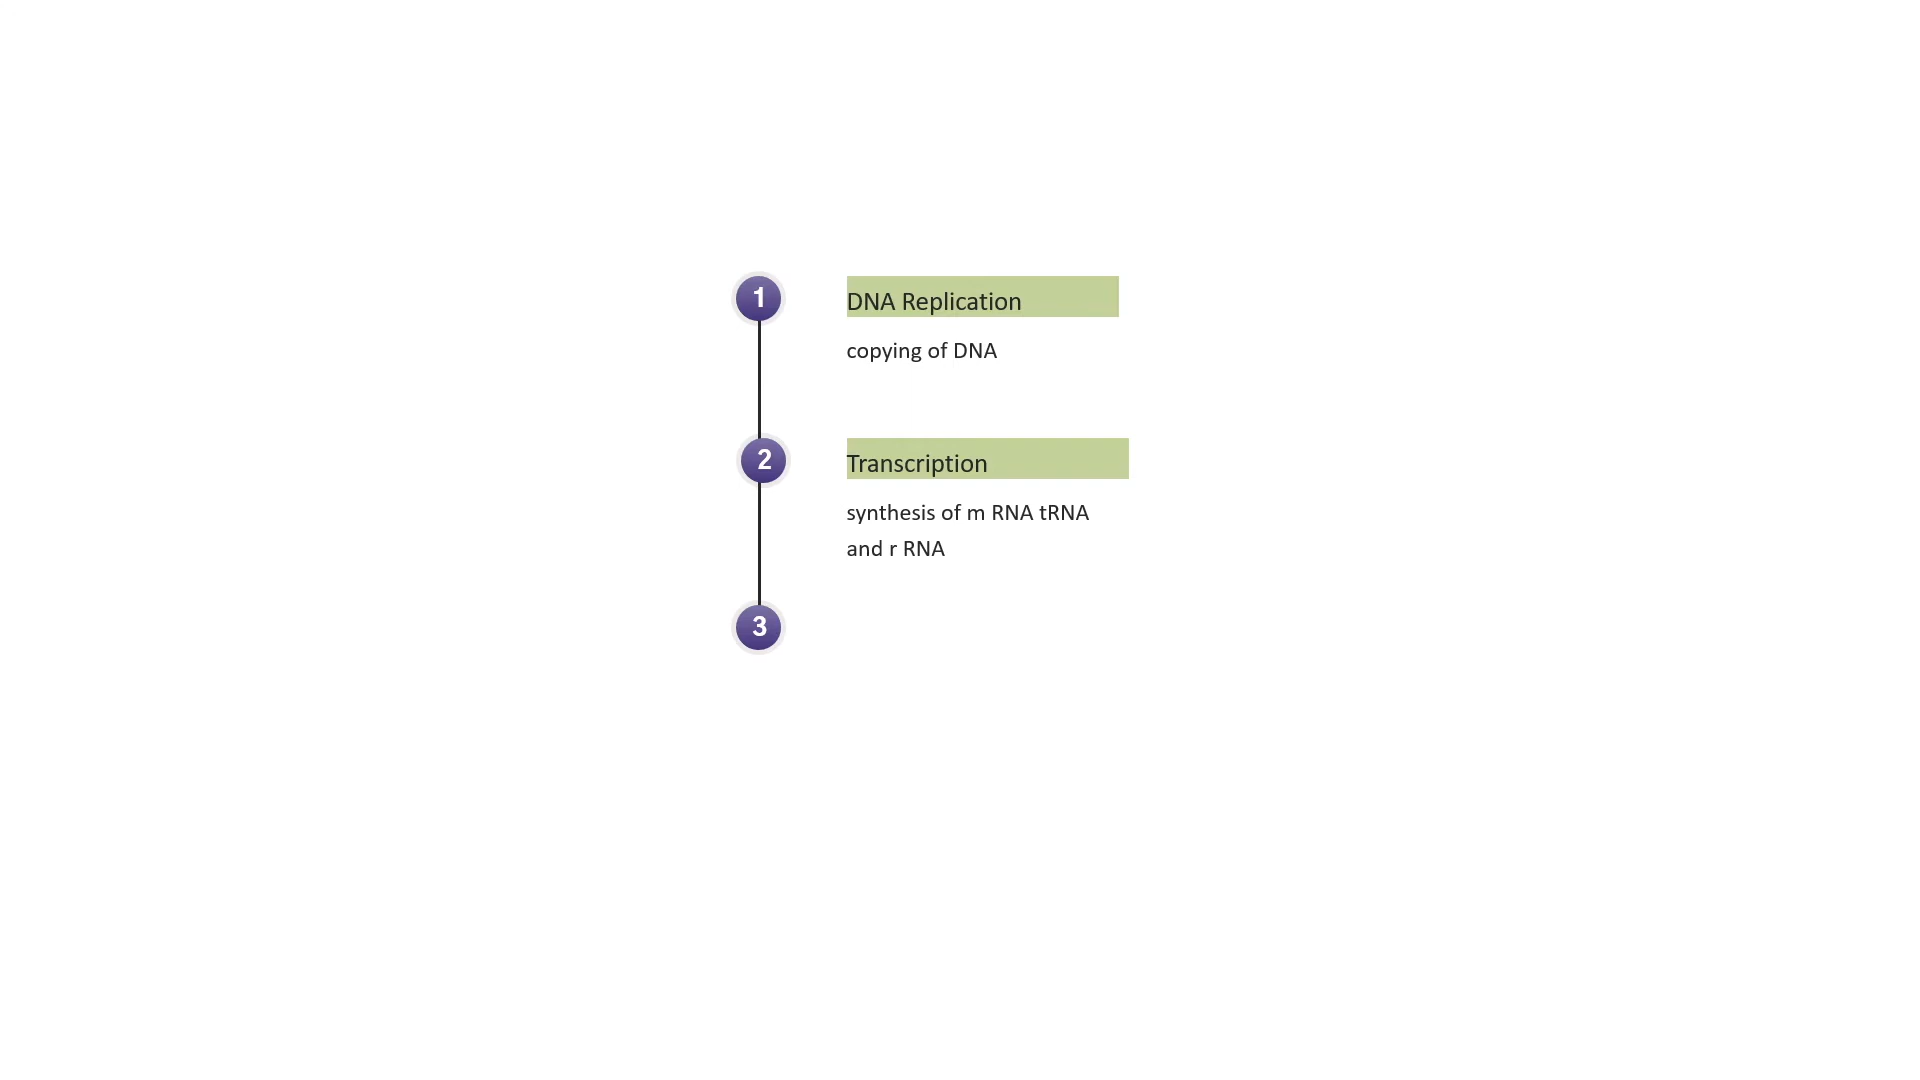 1
DNA Replication
copying of DNA
2
Transcription
synthesis of m RNA tRNA
and r RNA
3